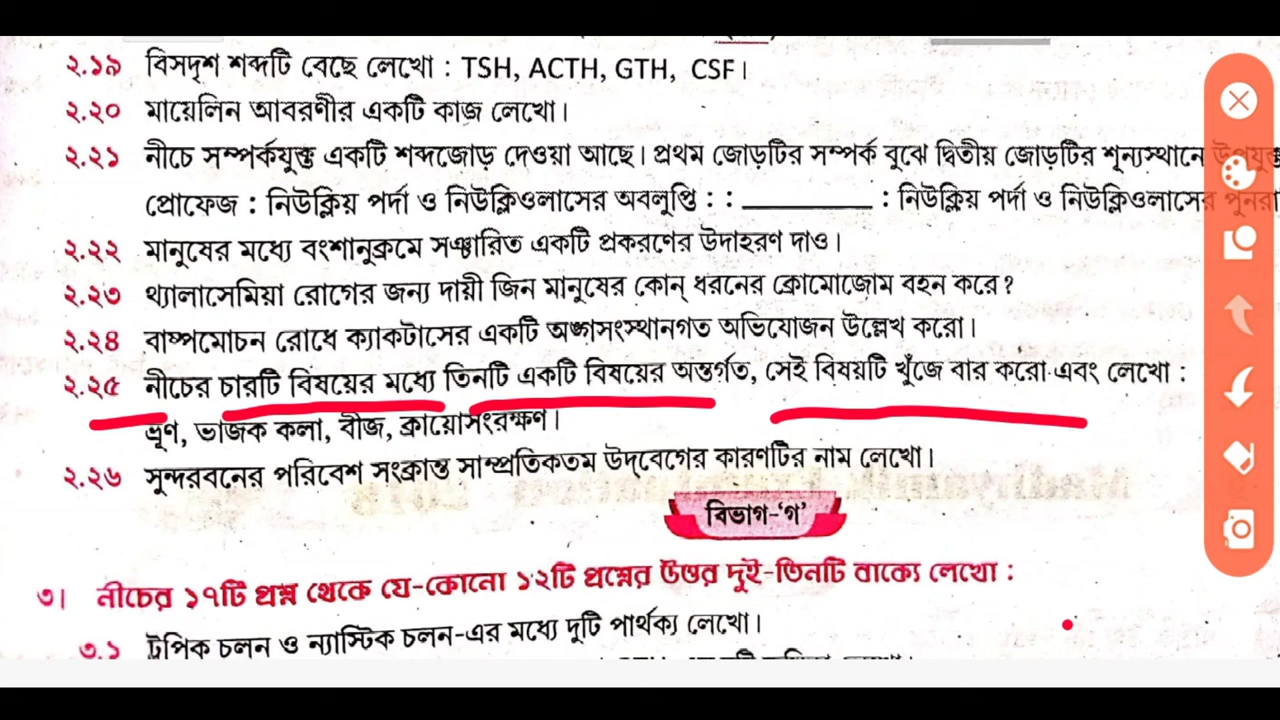 ২.১৯ বিসদৃশ শব্দটি বেছে লেখো : TSH, ACTH, GTH, CSF।
২.২০ মায়েলিন আবরণীর একটি কাজ লেখো।
২.২১ নীচে সম্পর্কযুক্ত একটি শব্দজোড় দেওয়া আছে। প্রথম জোড়টির সম্পর্ক বুঝে দ্বিতীয় জোড়টির শূন্যস্থানে
প্রোফেজ : নিউক্লিয় পর্দা ও নিউক্লিওলাসের অবলুপ্তি : : ________ : নিউক্লিয় পর্দা ও নিউক্লিওলাসের
২.২২ মানুষের মধ্যে বংশানুক্রমে সঞ্চারিত একটি প্রকরণের উদাহরণ দাও।
২.২৩ থ্যালাসেমিয়া রোগের জন্য দায়ী জিন মানুষের কোন্ ধরনের ক্রোমোজোম বহন করে?
২.২৪ বাষ্পমোচন রোধে ক্যাকটাসের একটি অঙ্গসংস্থানগত অভিযোজন উল্লেখ করো।
২.২৫ নীচের চারটি বিষয়ের মধ্যে তিনটি একটি বিষয়ের অন্তর্গত, সেই বিষয়টি খুঁজে বার করো এবং লেখো :
ভ্রূণ, ভাজক কলা, বীজ, ক্রায়োসংরক্ষণ।
২.২৬ সুন্দরবনের পরিবেশ সংক্রান্ত সাম্প্রতিকতম উদ্‌বেগের কারণটির নাম লেখো।
বিভাগ-‘গ’
৩। নীচের ১৭টি প্রশ্ন থেকে যে-কোনো ১২টি প্রশ্নের উত্তর দুই-তিনটি বাক্যে লেখো :
৩.১ ট্রপিক চলন ও ন্যাস্টিক চলন-এর মধ্যে দুটি পার্থক্য লেখো।